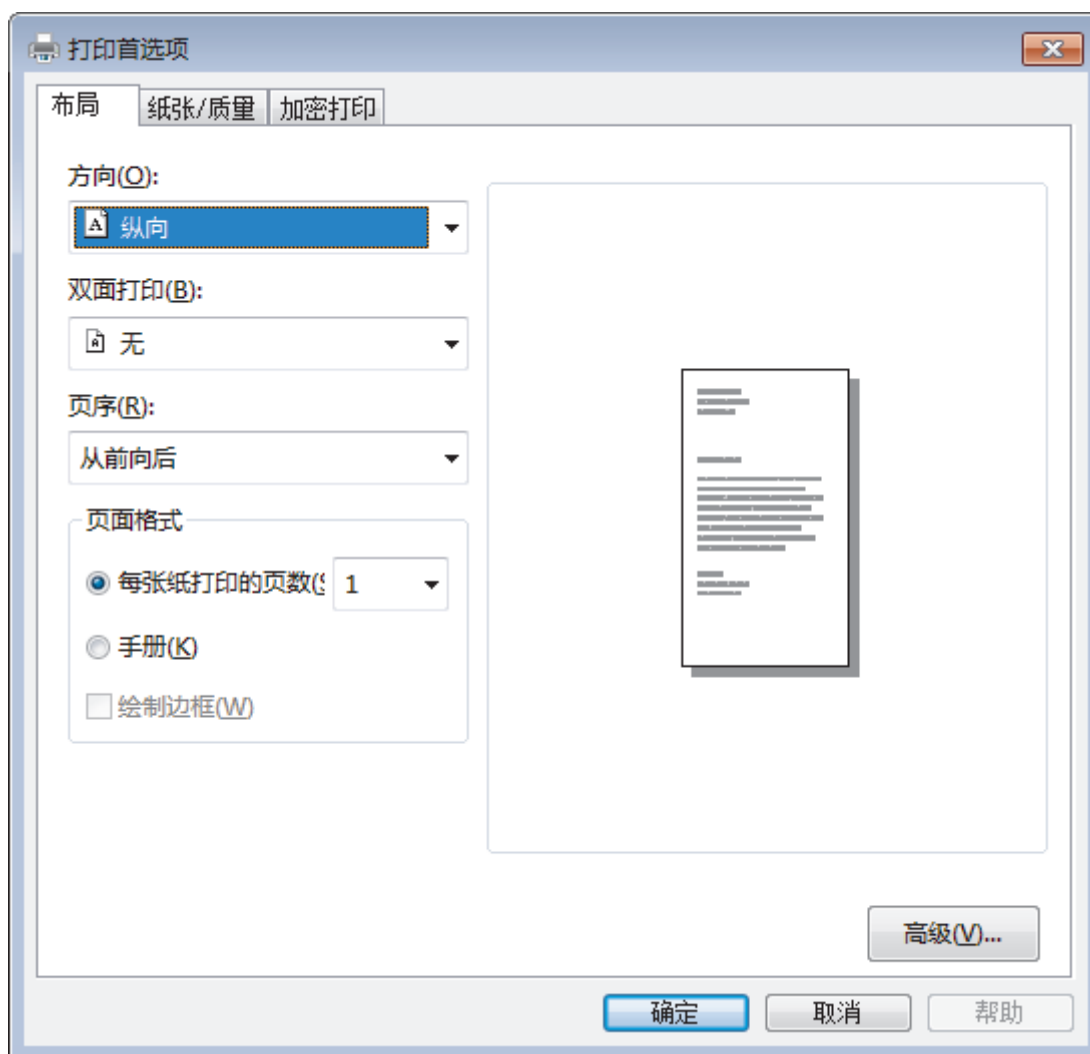 打印首选项
布局 纸张/质量 加密打印
方向(O):
纵向
双面打印(B):
无
页序(R):
从前向后
页面格式
每张纸打印的页数(S 1
手册(K)
绘制边框(W)
高级(V)...
确定 取消 帮助